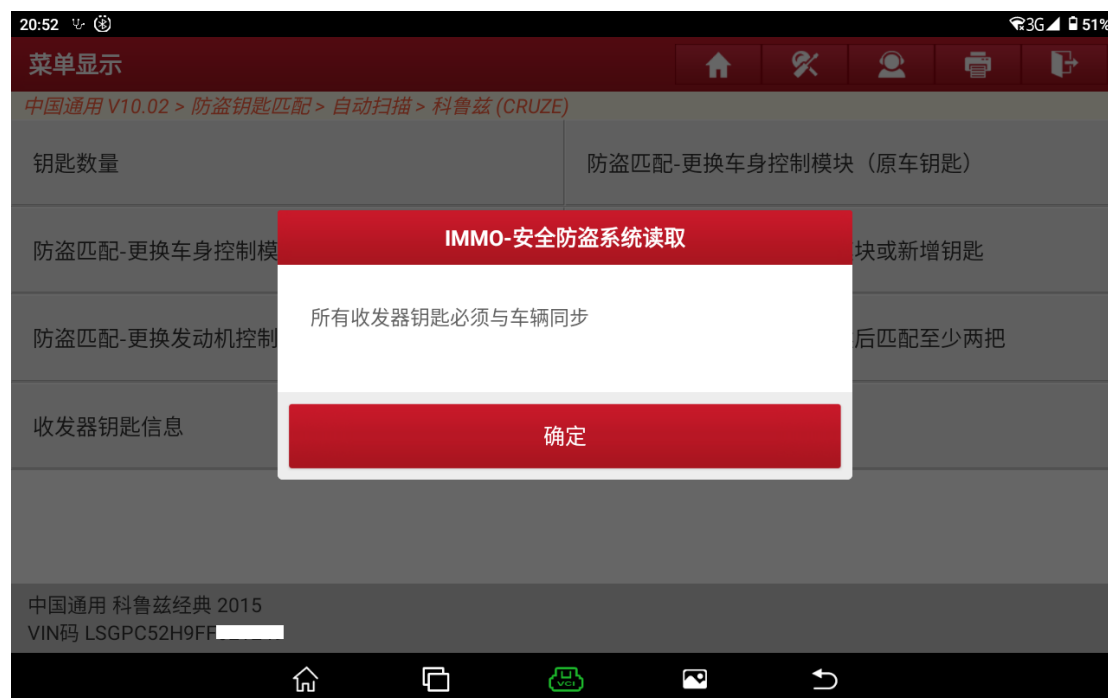 20:52 3G 51%
菜单显示
中国通用 V10.02 > 防盗钥匙匹配 > 自动扫描 > 科鲁兹 (CRUZE)
钥匙数量 防盗匹配-更换车身控制模块（原车钥匙）
IMMO-安全防盗系统读取
防盗匹配-更换车身控制模 块或新增钥匙
所有收发器钥匙必须与车辆同步
防盗匹配-更换发动机控制 后匹配至少两把
收发器钥匙信息
确定
中国通用 科鲁兹经典 2015
VIN码 LSGPC52H9FF
VCI